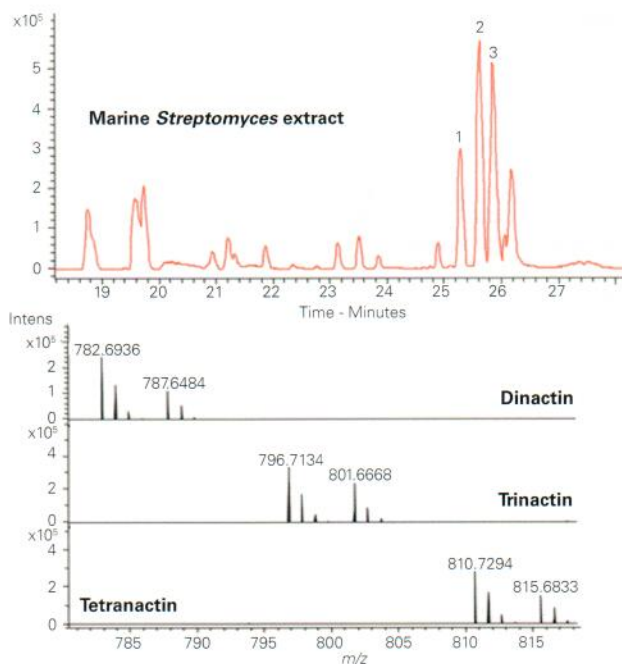 x10⁵
2
3
5
4
Marine Streptomyces extract
3
1
2
1
0
19 20 21 22 23 24 25 26 27
Time - Minutes
Intens
x10⁵
782.6936
2
787.6484
1
Dinactin
0
x10⁵
4
796.7134
801.6668
2
Trinactin
0
x10⁵
4
810.7294
2
815.6833
Tetranactin
0
785 790 795 800 805 810 815
m/z